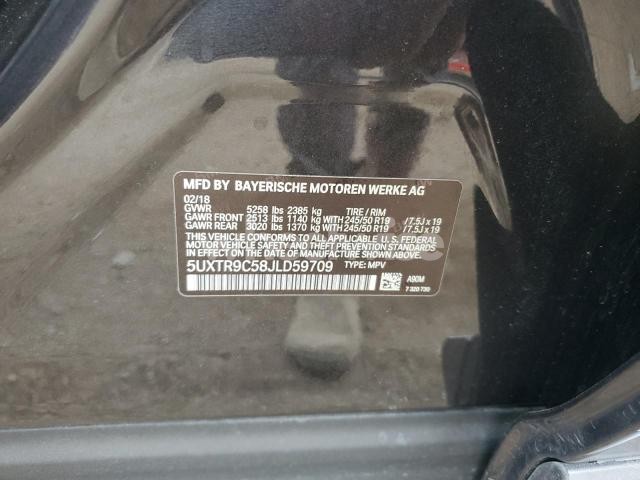 MFD BY BAYERISCHE MOTOREN WERKE AG
02/18
GVWR 5258 lbs 2385 kg TIRE / RIM
GAWR FRONT 2513 lbs 1140 kg WITH 245/50 R19 /7.5J x 19
GAWR REAR 3020 lbs 1370 kg WITH 245/50 R19 /7.5J x 19
THIS VEHICLE CONFORMS TO ALL APPLICABLE U.S. FEDERAL MOTOR
VEHICLE SAFETY AND THEFT PREVENTION STANDARDS
IN EFFECT ON THE DATE OF MANUFACTURE SHOWN ABOVE.
5UXTR9C58JLD59709 TYPE: MPV
A90M
7 320 730